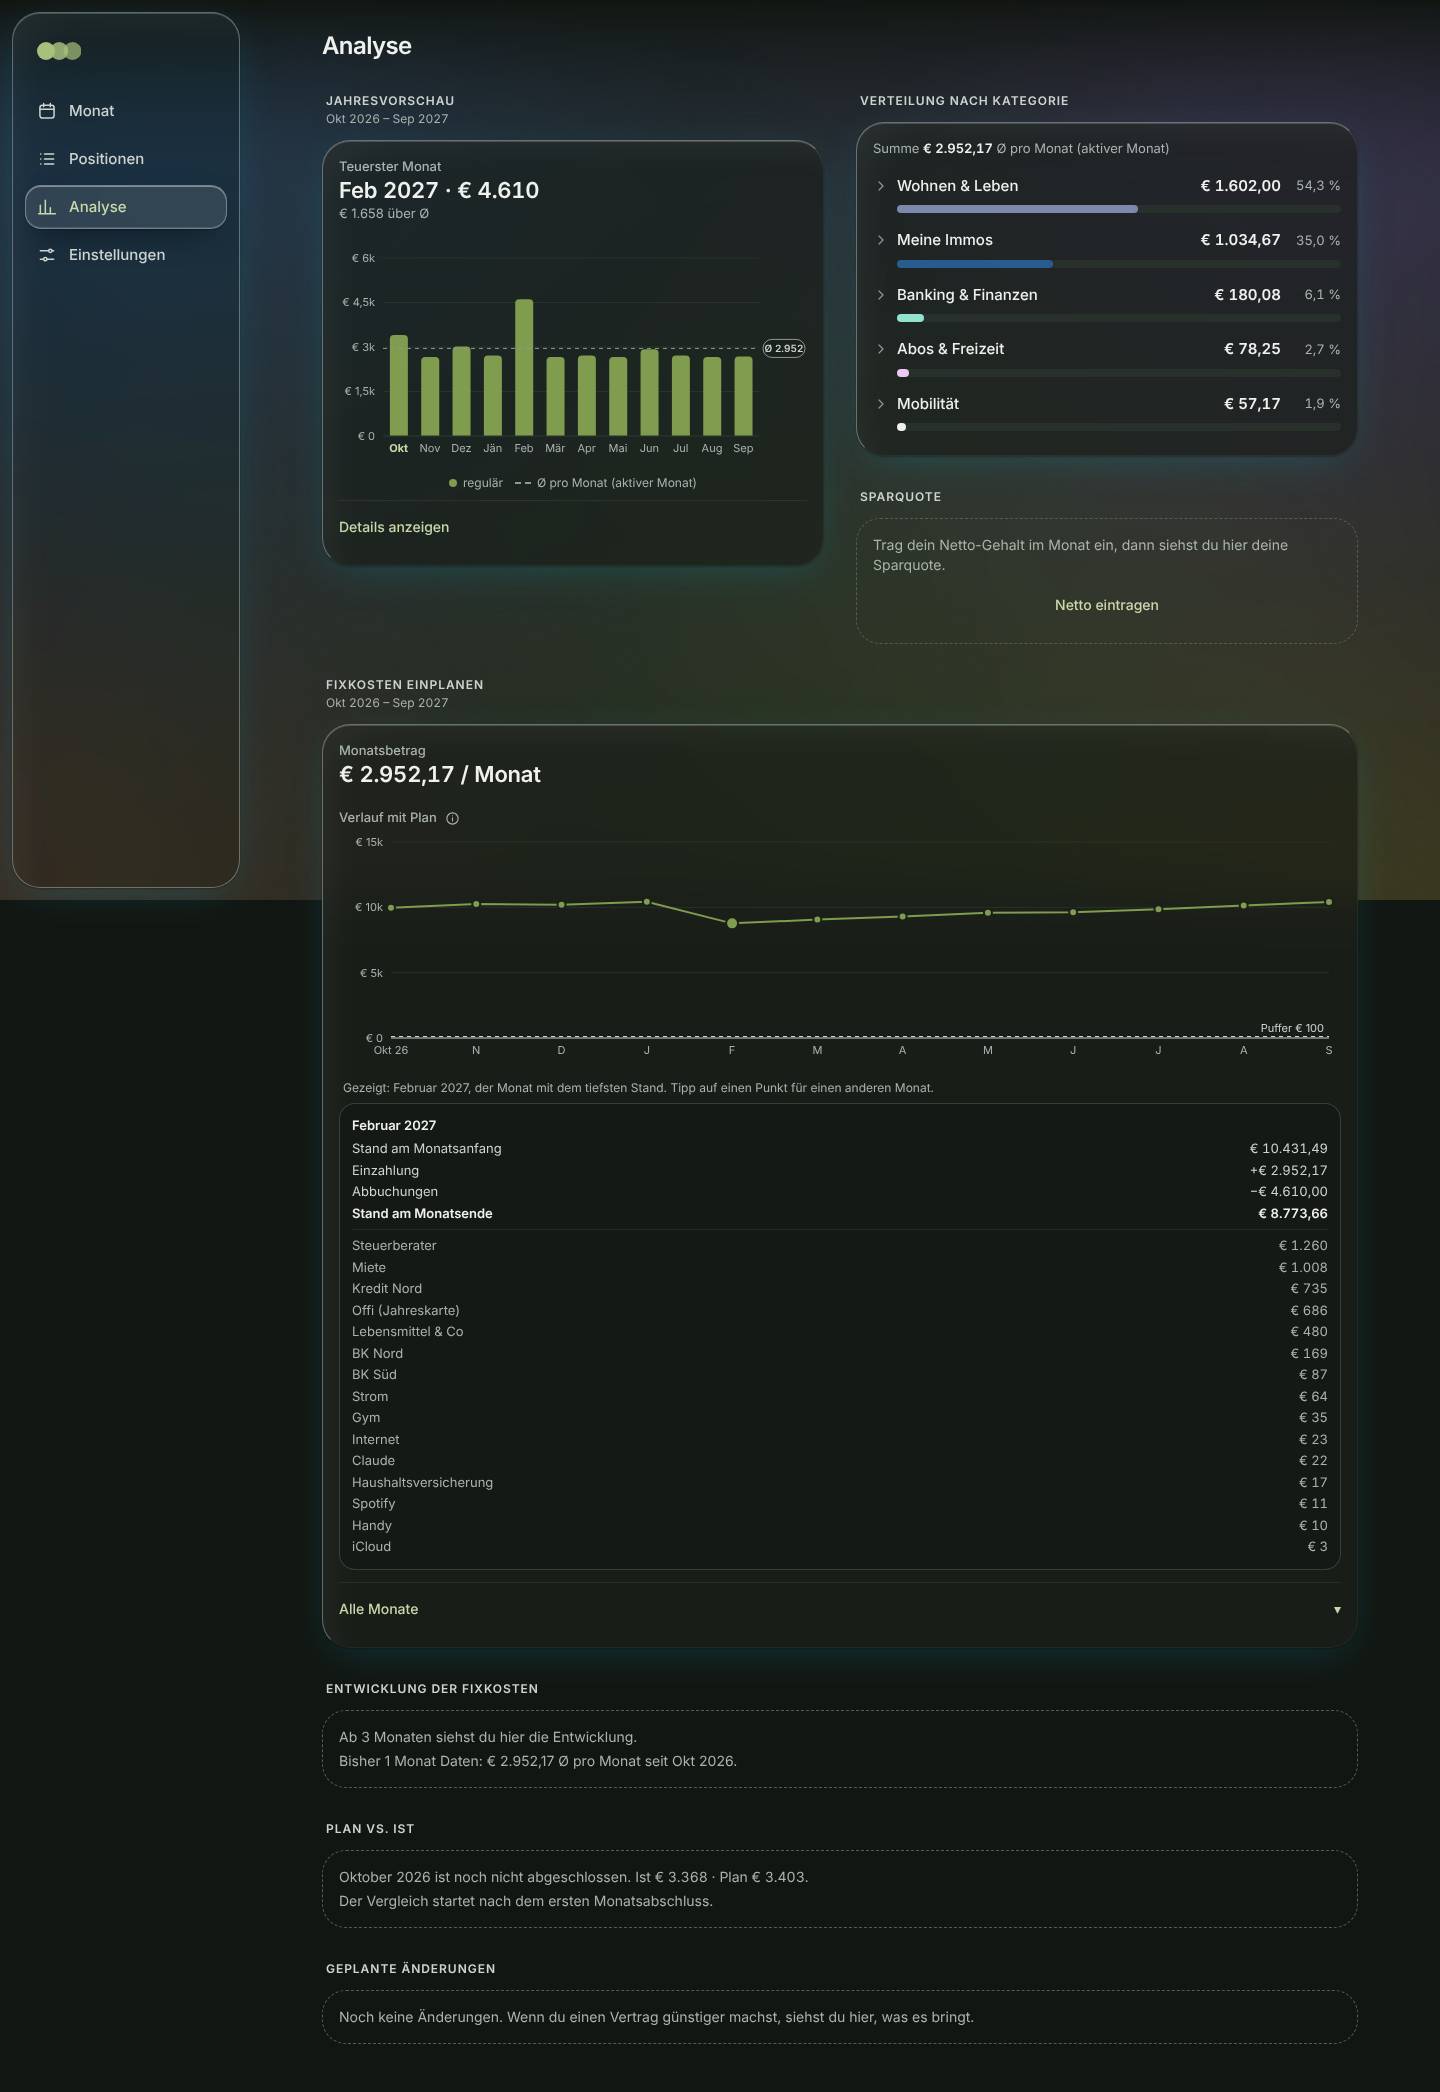 Analyse
Monat
Positionen
Analyse
Einstellungen
JAHRESVORSCHAU
Okt 2026 – Sep 2027
Teuerster Monat
Feb 2027 · € 4.610
€ 1.658 über Ø
€ 6k
€ 4,5k
€ 3k
€ 1,5k
€ 0
Ø 2.952
Okt Nov Dez Jän Feb Mär Apr Mai Jun Jul Aug Sep
regulär Ø pro Monat (aktiver Monat)
Details anzeigen
VERTEILUNG NACH KATEGORIE
Summe € 2.952,17 Ø pro Monat (aktiver Monat)
Wohnen & Leben € 1.602,00 54,3 %
Meine Immos € 1.034,67 35,0 %
Banking & Finanzen € 180,08 6,1 %
Abos & Freizeit € 78,25 2,7 %
Mobilität € 57,17 1,9 %
SPARQUOTE
Trag dein Netto-Gehalt im Monat ein, dann siehst du hier deine
Sparquote.
Netto eintragen
FIXKOSTEN EINPLANEN
Okt 2026 – Sep 2027
Monatsbetrag
€ 2.952,17 / Monat
Verlauf mit Plan
€ 15k
€ 10k
€ 5k
€ 0
Puffer € 100
Okt 26 N D J F M A M J J A S
Gezeigt: Februar 2027, der Monat mit dem tiefsten Stand. Tipp auf einen Punkt für einen anderen Monat.
Februar 2027
Stand am Monatsanfang € 10.431,49
Einzahlung +€ 2.952,17
Abbuchungen −€ 4.610,00
Stand am Monatsende € 8.773,66
Steuerberater € 1.260
Miete € 1.008
Kredit Nord € 735
Offi (Jahreskarte) € 686
Lebensmittel & Co € 480
BK Nord € 169
BK Süd € 87
Strom € 64
Gym € 35
Internet € 23
Claude € 22
Haushaltsversicherung € 17
Spotify € 11
Handy € 10
iCloud € 3
Alle Monate
ENTWICKLUNG DER FIXKOSTEN
Ab 3 Monaten siehst du hier die Entwicklung.
Bisher 1 Monat Daten: € 2.952,17 Ø pro Monat seit Okt 2026.
PLAN VS. IST
Oktober 2026 ist noch nicht abgeschlossen. Ist € 3.368 · Plan € 3.403.
Der Vergleich startet nach dem ersten Monatsabschluss.
GEPLANTE ÄNDERUNGEN
Noch keine Änderungen. Wenn du einen Vertrag günstiger machst, siehst du hier, was es bringt.